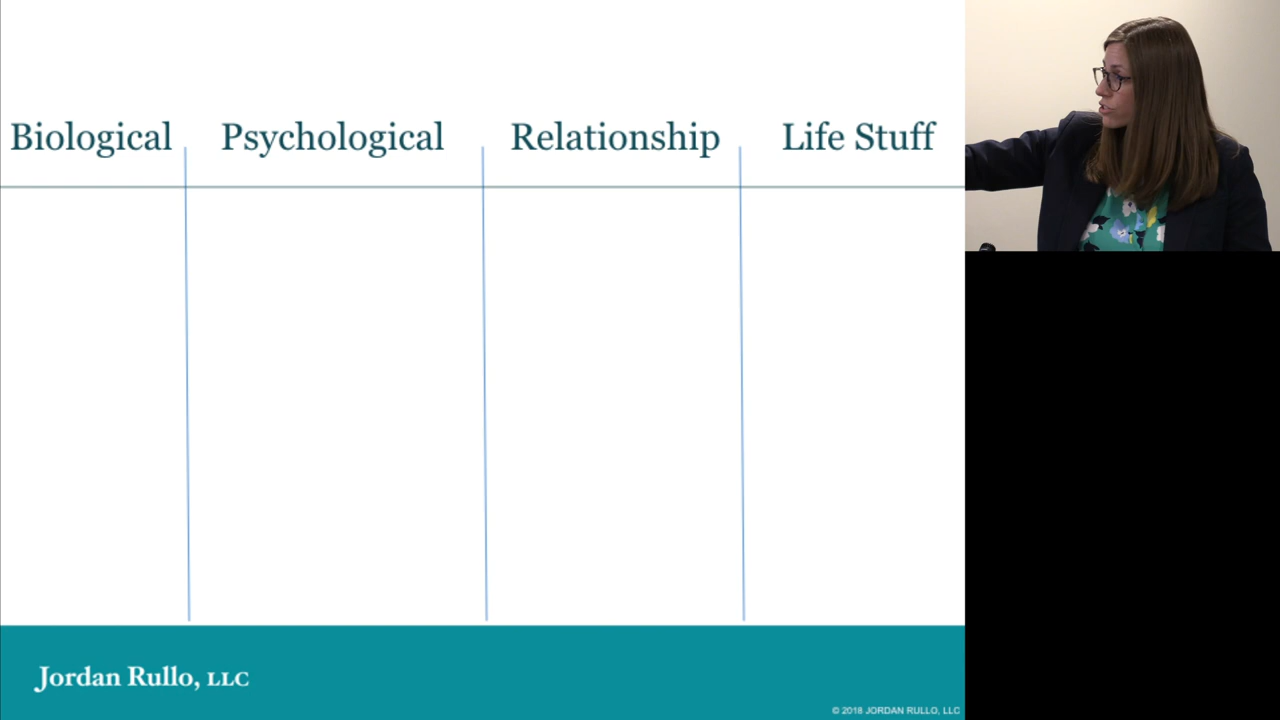 Biological Psychological Relationship Life Stuff
Jordan Rullo, LLC
© 2018 JORDAN RULLO, LLC